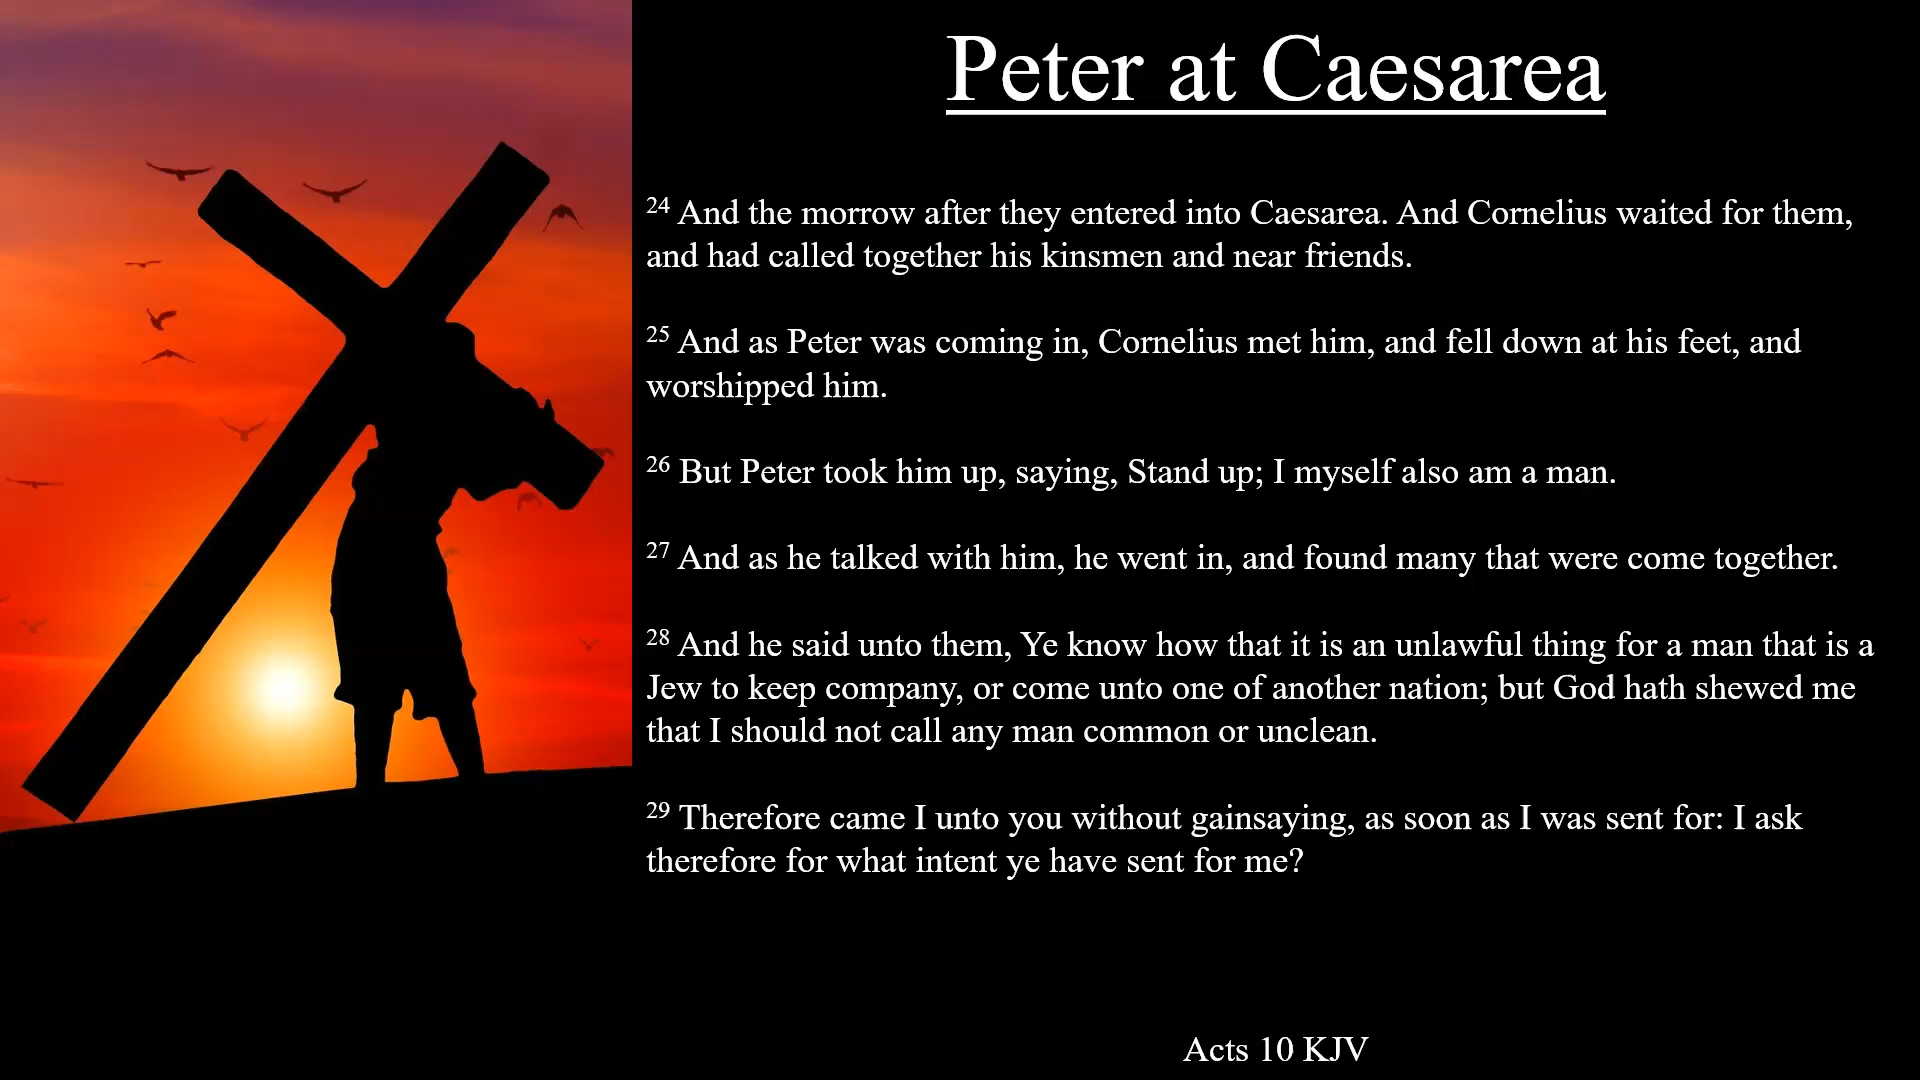 Peter at Caesarea
24 And the morrow after they entered into Caesarea. And Cornelius waited for them,
and had called together his kinsmen and near friends.
25 And as Peter was coming in, Cornelius met him, and fell down at his feet, and
worshipped him.
26 But Peter took him up, saying, Stand up; I myself also am a man.
27 And as he talked with him, he went in, and found many that were come together.
28 And he said unto them, Ye know how that it is an unlawful thing for a man that is a
Jew to keep company, or come unto one of another nation; but God hath shewed me
that I should not call any man common or unclean.
29 Therefore came I unto you without gainsaying, as soon as I was sent for: I ask
therefore for what intent ye have sent for me?
Acts 10 KJV